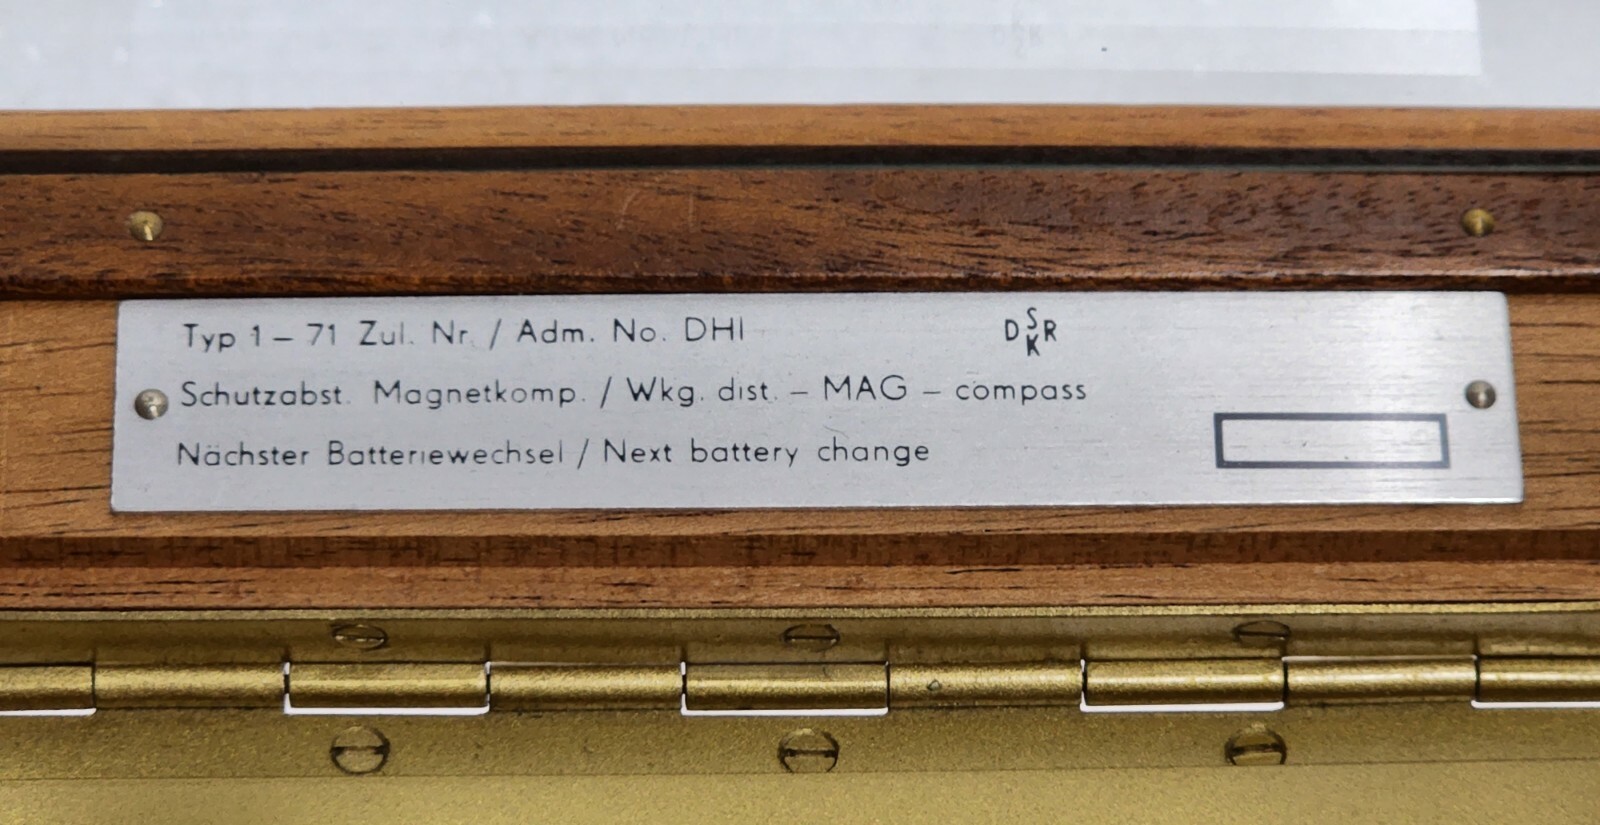 Typ 1 – 71 Zul. Nr. / Adm. No. DHI DSKR
Schutzabst. Magnetkomp. / Wkg. dist. – MAG – compass
Nächster Batteriewechsel / Next battery change